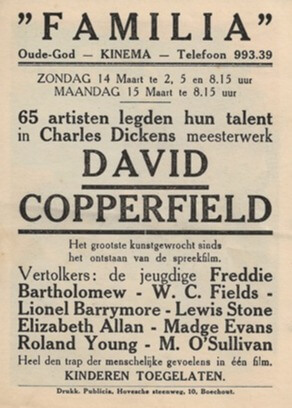 "FAMILIA"
Oude-God — KINEMA — Telefoon 993.39
ZONDAG 14 Maart te 2, 5 en 8.15 uur
MAANDAG 15 Maart te 8.15 uur
65 artisten legden hun talent
in Charles Dickens meesterwerk
DAVID
COPPERFIELD
Het grootste kunstgewrocht sinds
het ontstaan van de spreekfilm.
Vertolkers: de jeugdige Freddie
Bartholomew - W. C. Fields -
Lionel Barrymore - Lewis Stone
Elizabeth Allan - Madge Evans
Roland Young - M. O'Sullivan
Heel den trap der menschelijke gevoelens in één film.
KINDEREN TOEGELATEN.
Drukk. Publicia, Hovesche steenweg, 10, Boechout.